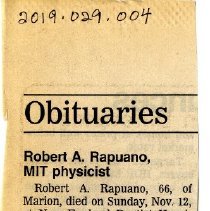 2019.029.004
Obituaries
Robert A. Rapuano,
MIT physicist
Robert A. Rapuano, 66, of
Marion, died on Sunday, Nov. 12,